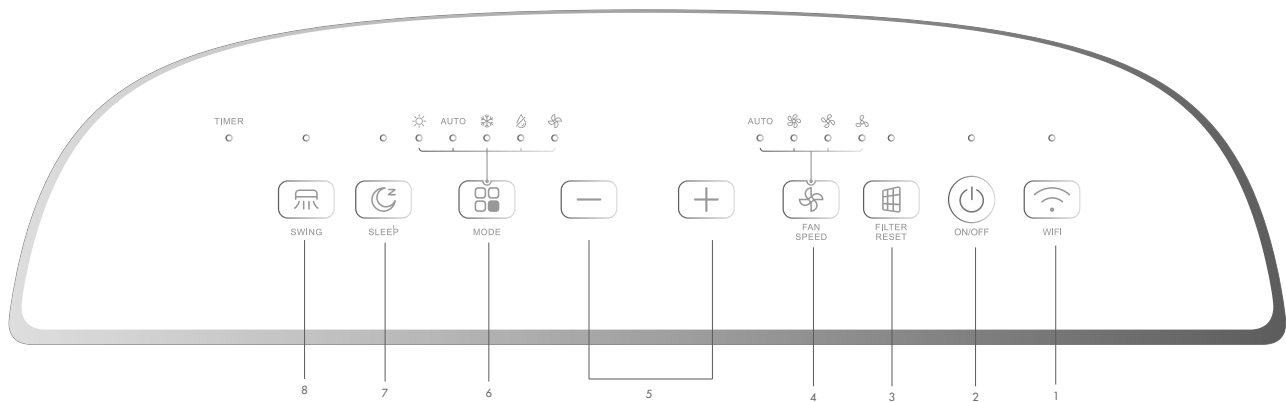 TIMER
AUTO
AUTO
SWING
SLEEP
MODE
FAN
SPEED
FILTER
RESET
ON/OFF
WIFI
8
7
6
5
4
3
2
1